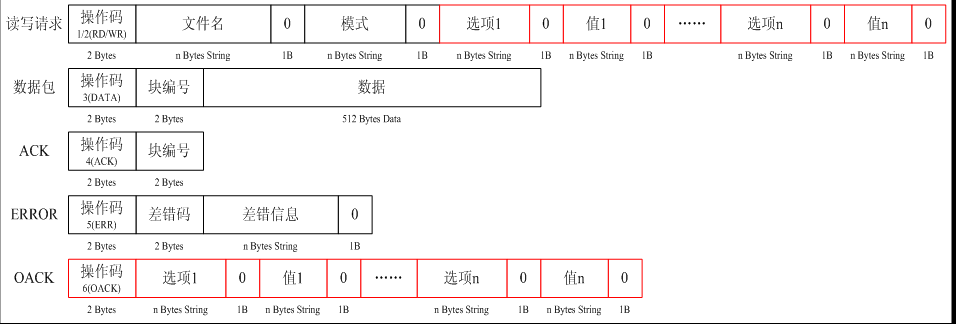 读写请求 操作码 文件名 0 模式 0 选项1 0 值1 0 …… 选项n 0 值n 0
1/2(RD/WR)
2 Bytes n Bytes String 1B n Bytes String 1B n Bytes String 1B n Bytes String 1B n Bytes String 1B n Bytes String 1B
数据包 操作码 块编号 数据
3(DATA)
2 Bytes 2 Bytes 512 Bytes Data
ACK 操作码 块编号
4(ACK)
2 Bytes 2 Bytes
ERROR 操作码 差错码 差错信息 0
5(ERR)
2 Bytes 2 Bytes n Bytes String 1B
OACK 操作码 选项1 0 值1 0 …… 选项n 0 值n 0
6(OACK)
2 Bytes n Bytes String 1B n Bytes String 1B n Bytes String 1B n Bytes String 1B